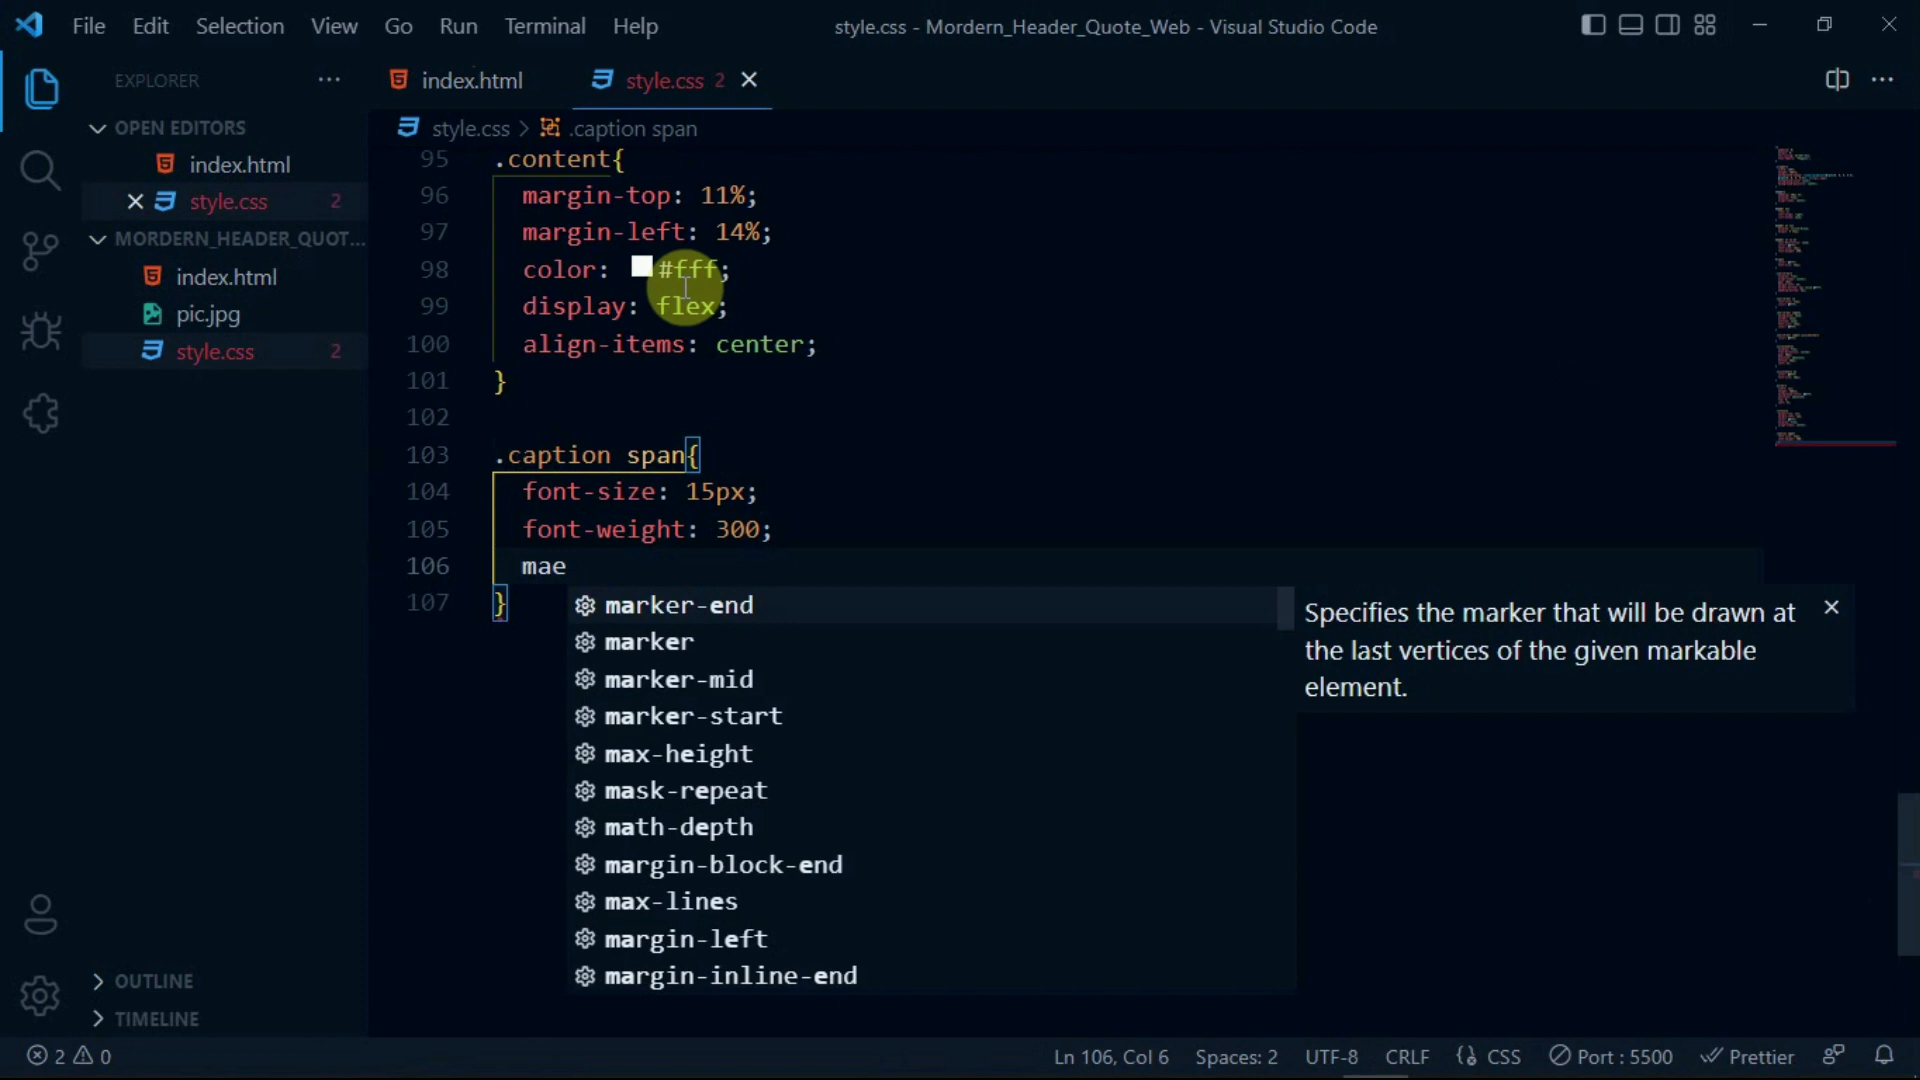 File Edit Selection View Go Run Terminal Help
style.css - Mordern_Header_Quote_Web - Visual Studio Code
EXPLORER
OPEN EDITORS
index.html
style.css 2
MORDERN_HEADER_QUOT...
index.html
pic.jpg
style.css 2
OUTLINE
TIMELINE
index.html
style.css 2
style.css > .caption span
95 .content{
96 margin-top: 11%;
97 margin-left: 14%;
98 color: #fff;
99 display: flex;
100 align-items: center;
101 }
102
103 .caption span{
104 font-size: 15px;
105 font-weight: 300;
106 mae
107 }
marker-end
marker
marker-mid
marker-start
max-height
mask-repeat
math-depth
margin-block-end
max-lines
margin-left
margin-inline-end
Specifies the marker that will be drawn at
the last vertices of the given markable
element.
2 0
Ln 106, Col 6 Spaces: 2 UTF-8 CRLF CSS Port : 5500 Prettier